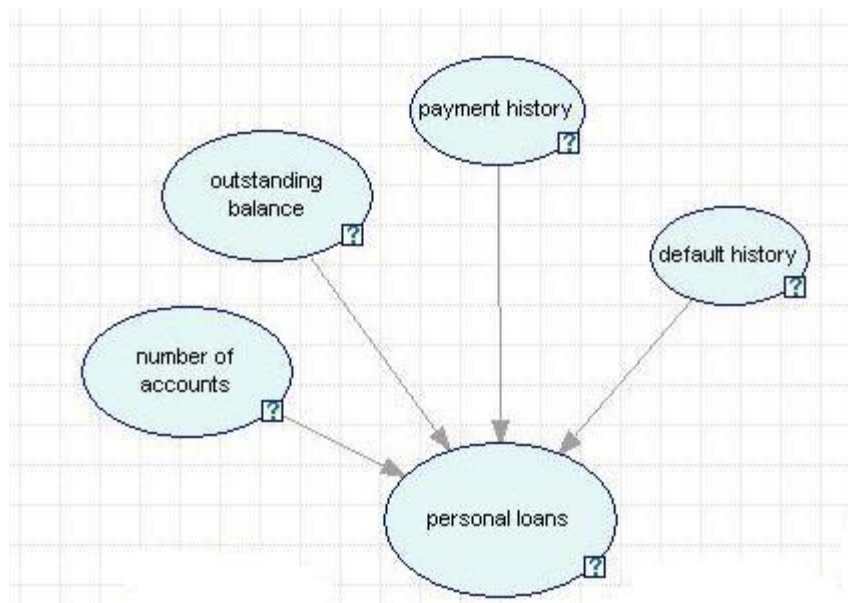 payment history
?
outstanding
balance
?
default history
?
number of
accounts
?
personal loans
?